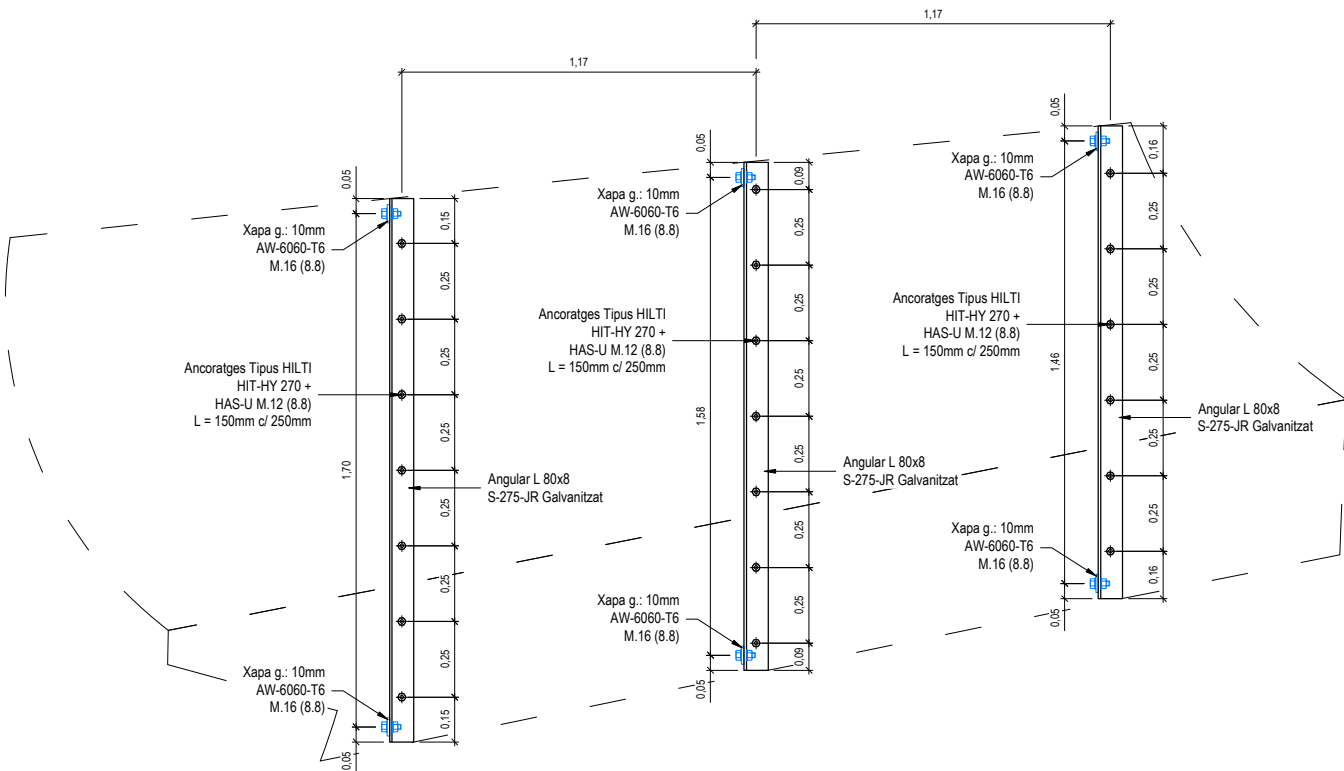 1,17
1,17
0,05
0,15
0,25
0,25
0,25
0,25
0,25
0,25
0,15
1,70
0,05
Xapa g.: 10mm
AW-6060-T6
M.16 (8.8)
Ancoratges Tipus HILTI
HIT-HY 270 +
HAS-U M.12 (8.8)
L = 150mm c/ 250mm
Angular L 80x8
S-275-JR Galvanitzat
Xapa g.: 10mm
AW-6060-T6
M.16 (8.8)
0,05
0,09
0,25
0,25
0,25
0,25
0,25
0,25
0,09
1,58
0,05
Xapa g.: 10mm
AW-6060-T6
M.16 (8.8)
Ancoratges Tipus HILTI
HIT-HY 270 +
HAS-U M.12 (8.8)
L = 150mm c/ 250mm
Angular L 80x8
S-275-JR Galvanitzat
Xapa g.: 10mm
AW-6060-T6
M.16 (8.8)
0,05
0,16
0,25
0,25
0,25
0,25
0,25
0,16
1,46
0,05
Xapa g.: 10mm
AW-6060-T6
M.16 (8.8)
Ancoratges Tipus HILTI
HIT-HY 270 +
HAS-U M.12 (8.8)
L = 150mm c/ 250mm
Angular L 80x8
S-275-JR Galvanitzat
Xapa g.: 10mm
AW-6060-T6
M.16 (8.8)